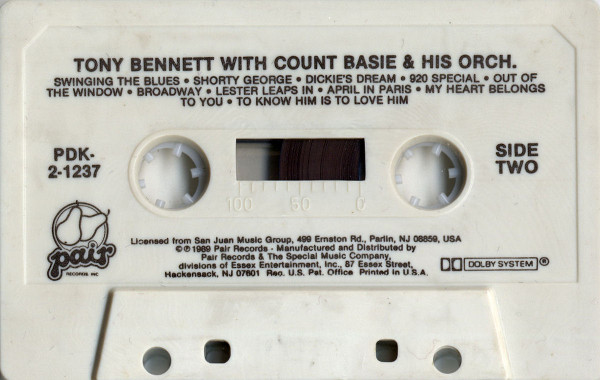 TONY BENNETT WITH COUNT BASIE & HIS ORCH.
SWINGING THE BLUES • SHORTY GEORGE • DICKIE'S DREAM • 920 SPECIAL • OUT OF
THE WINDOW • BROADWAY • LESTER LEAPS IN • APRIL IN PARIS • MY HEART BELONGS
TO YOU • TO KNOW HIM IS TO LOVE HIM
PDK-
2-1237
SIDE
TWO
100 50 0
pair
RECORDS, INC
Licensed from San Juan Music Group, 499 Ernston Rd., Parlin, NJ 08859, USA
©℗ 1989 Pair Records - Manufactured and Distributed by
Pair Records & The Special Music Company,
divisions of Essex Entertainment, Inc., 87 Essex Street,
Hackensack, NJ 07601 Reg. U.S. Pat. Office Printed in U.S.A.
DOLBY SYSTEM ®